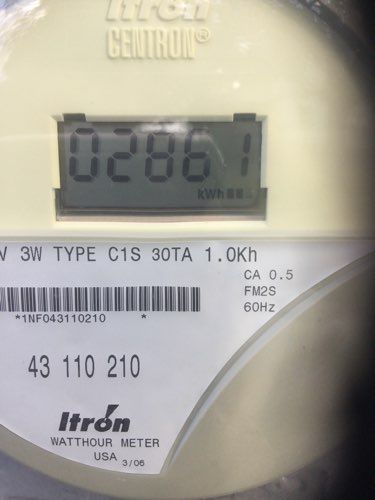 Itron
CENTRON®
02861
kWh
V 3W TYPE C1S 30TA 1.0Kh
CA 0.5
FM2S
60Hz
*1NF043110210 *
43 110 210
Itron
WATTHOUR METER
USA 3/06